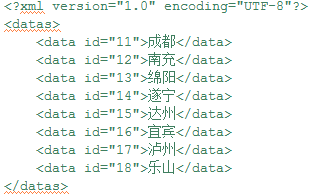 <?xml version="1.0" encoding="UTF-8"?>
<datas>
    <data id="11">成都</data>
    <data id="12">南充</data>
    <data id="13">绵阳</data>
    <data id="14">遂宁</data>
    <data id="15">达州</data>
    <data id="16">宜宾</data>
    <data id="17">泸州</data>
    <data id="18">乐山</data>
</datas>